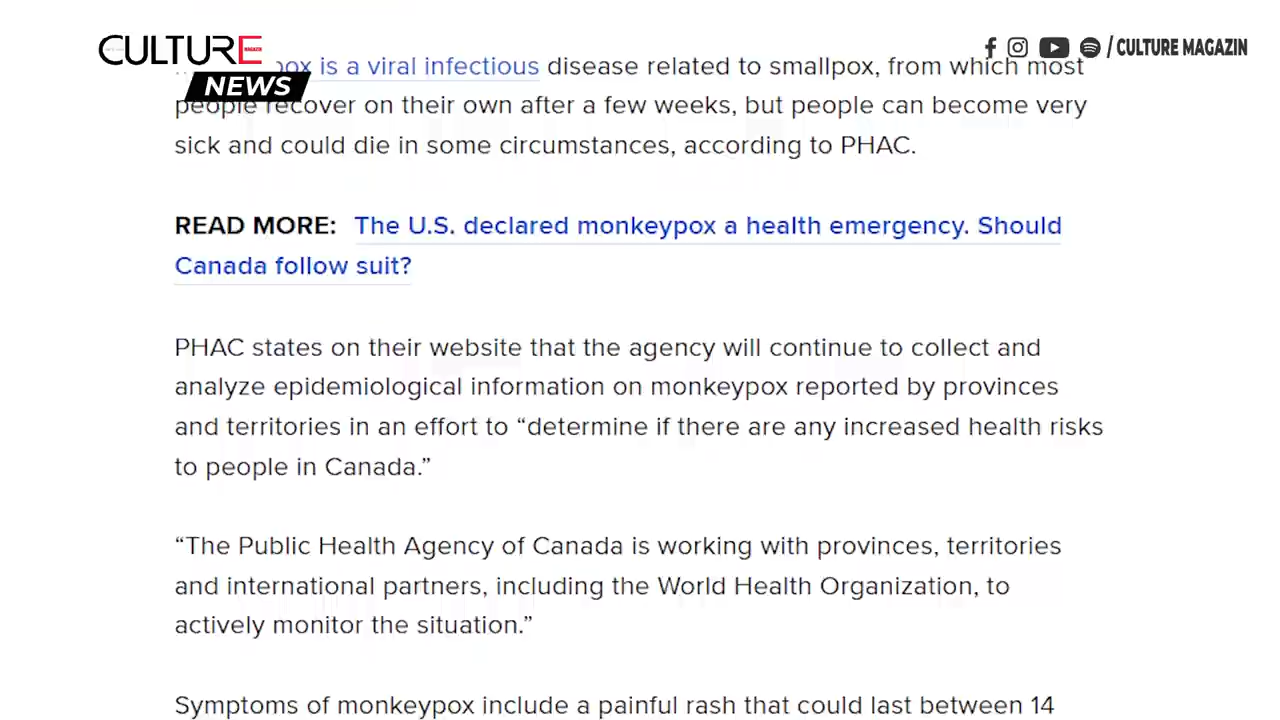 CULTURE
MAGAZIN
NEWS
/ CULTURE MAGAZIN
is a viral infectious disease related to smallpox, from which most
people recover on their own after a few weeks, but people can become very
sick and could die in some circumstances, according to PHAC.
READ MORE: The U.S. declared monkeypox a health emergency. Should
Canada follow suit?
PHAC states on their website that the agency will continue to collect and
analyze epidemiological information on monkeypox reported by provinces
and territories in an effort to “determine if there are any increased health risks
to people in Canada.”
“The Public Health Agency of Canada is working with provinces, territories
and international partners, including the World Health Organization, to
actively monitor the situation.”
Symptoms of monkeypox include a painful rash that could last between 14